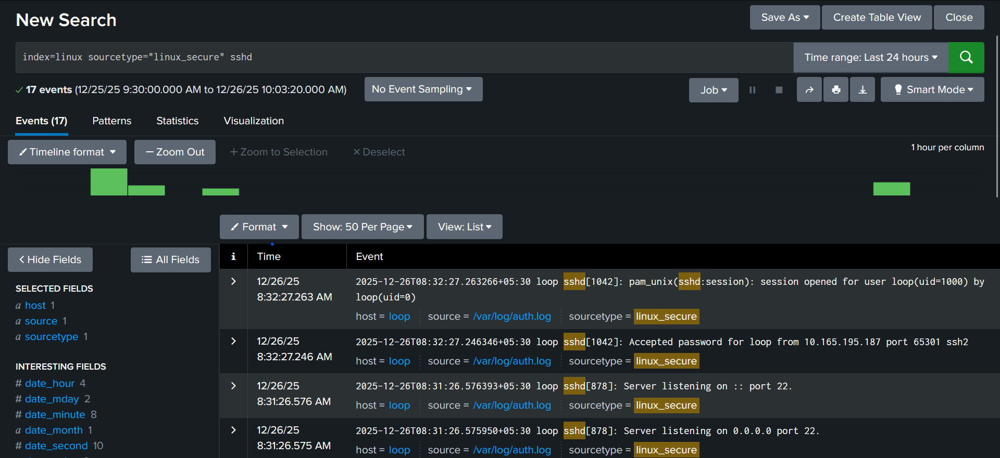 New Search
Save As
Create Table View
Close
index=linux sourcetype="linux_secure" sshd
Time range: Last 24 hours
17 events (12/25/25 9:30:00.000 AM to 12/26/25 10:03:20.000 AM)
No Event Sampling
Job
Smart Mode
Events (17)
Patterns
Statistics
Visualization
Timeline format
Zoom Out
Zoom to Selection
Deselect
1 hour per column
Format
Show: 50 Per Page
View: List
Hide Fields
All Fields
SELECTED FIELDS
a host 1
a source 1
a sourcetype 1
INTERESTING FIELDS
# date_hour 4
# date_mday 2
# date_minute 8
a date_month 1
# date_second 10
i
Time
Event
12/26/25
8:32:27.263 AM
2025-12-26T08:32:27.263266+05:30 loop sshd[1042]: pam_unix(sshd:session): session opened for user loop(uid=1000) by
loop(uid=0)
host = loop source = /var/log/auth.log sourcetype = linux_secure
12/26/25
8:32:27.246 AM
2025-12-26T08:32:27.246346+05:30 loop sshd[1042]: Accepted password for loop from 10.165.195.187 port 65301 ssh2
host = loop source = /var/log/auth.log sourcetype = linux_secure
12/26/25
8:31:26.576 AM
2025-12-26T08:31:26.576393+05:30 loop sshd[878]: Server listening on :: port 22.
host = loop source = /var/log/auth.log sourcetype = linux_secure
12/26/25
8:31:26.575 AM
2025-12-26T08:31:26.575950+05:30 loop sshd[878]: Server listening on 0.0.0.0 port 22.
host = loop source = /var/log/auth.log sourcetype = linux_secure